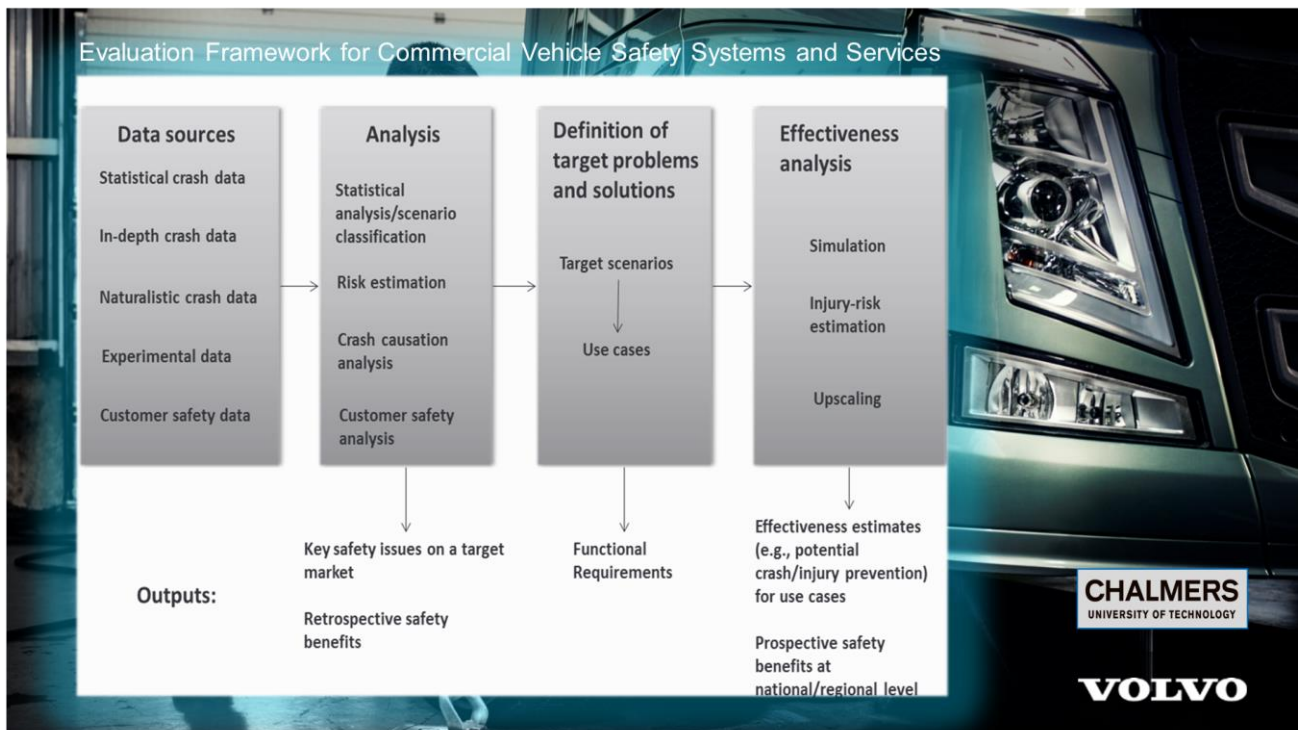 Evaluation Framework for Commercial Vehicle Safety Systems and Services
Data sources
Statistical crash data
In-depth crash data
Naturalistic crash data
Experimental data
Customer safety data
Analysis
Statistical
analysis/scenario
classification
Risk estimation
Crash causation
analysis
Customer safety
analysis
Definition of
target problems
and solutions
Target scenarios
Use cases
Effectiveness
analysis
Simulation
Injury-risk
estimation
Upscaling
Outputs:
Key safety issues on a target
market
Retrospective safety
benefits
Functional
Requirements
Effectiveness estimates
(e.g., potential
crash/injury prevention)
for use cases
Prospective safety
benefits at
national/regional level
CHALMERS
UNIVERSITY OF TECHNOLOGY
VOLVO